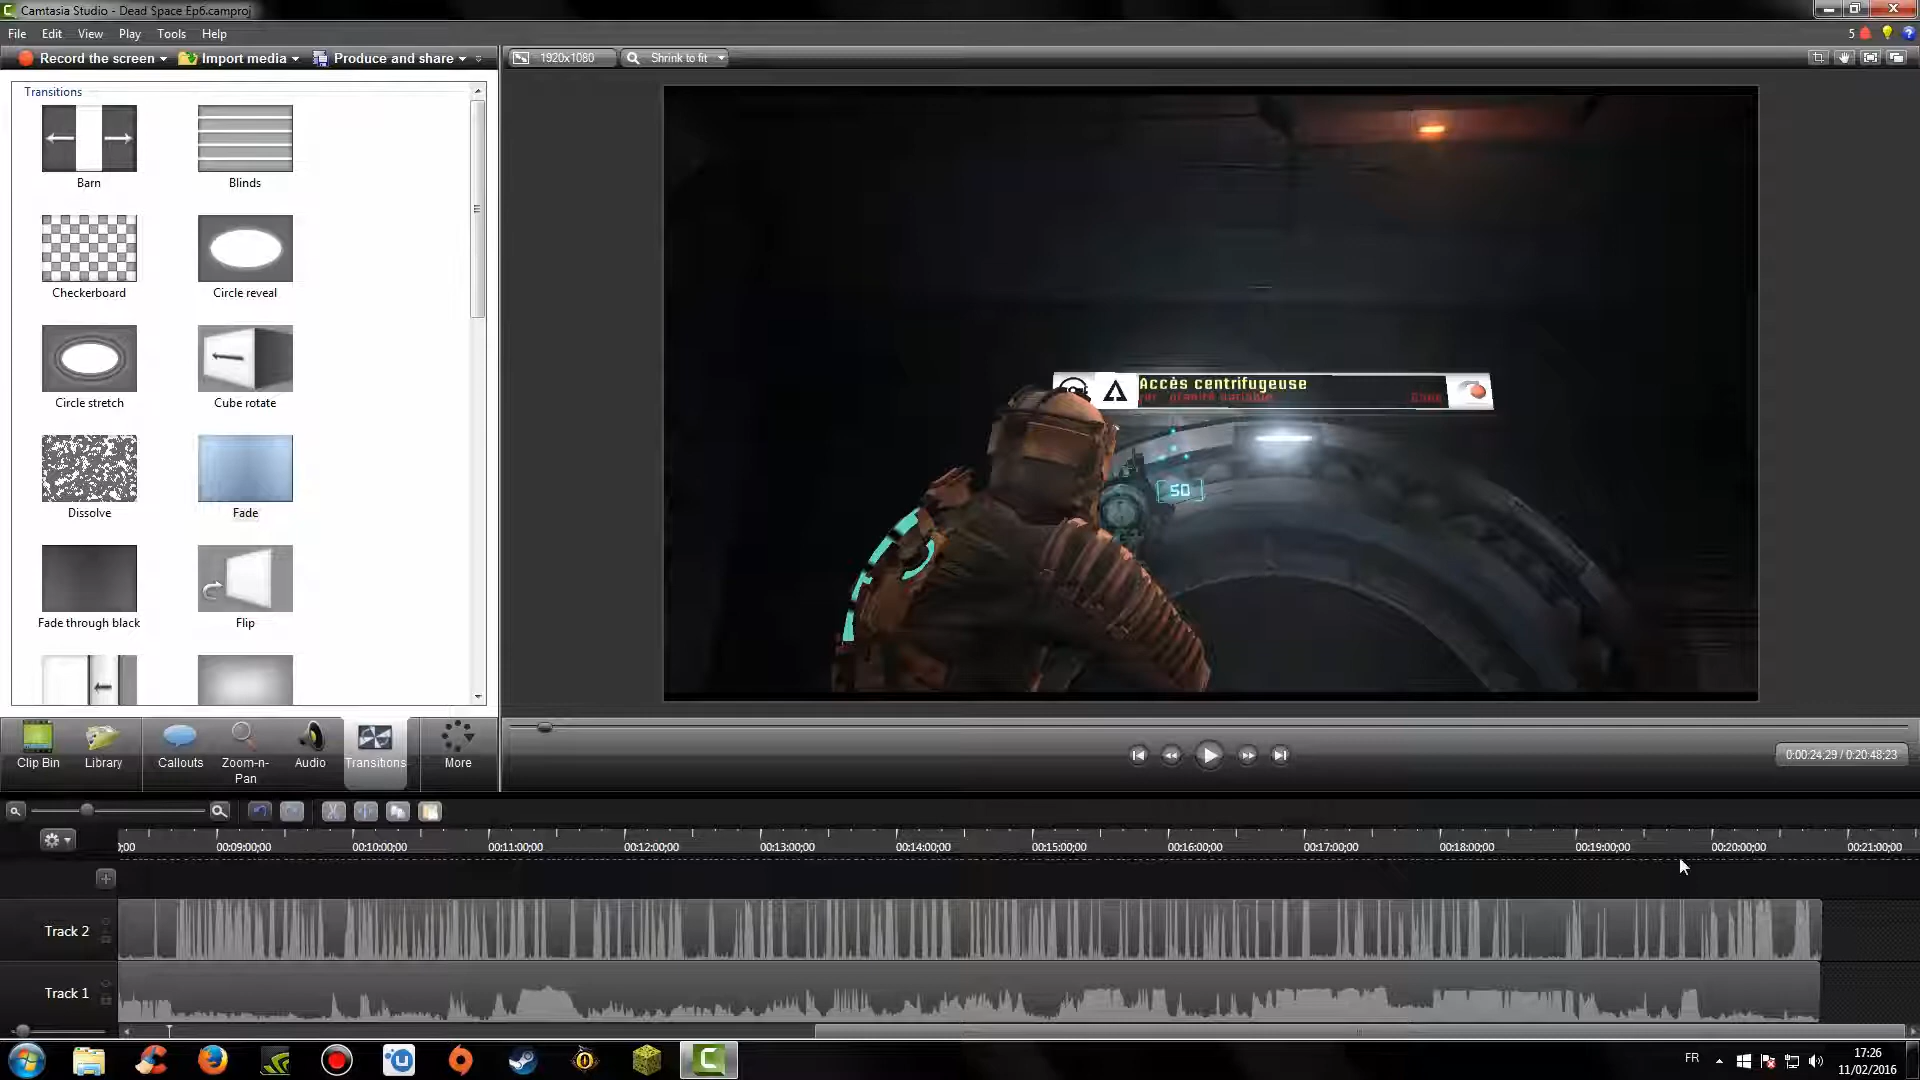 Camtasia Studio - Dead Space Ep6.camproj
File Edit View Play Tools Help
5
Record the screen Import media Produce and share
1920x1080 Shrink to fit
Transitions
Barn Blinds
Checkerboard Circle reveal
Circle stretch Cube rotate
Dissolve Fade
Fade through black Flip
Accès centrifugeuse
gravité variable
50
Clip Bin Library Callouts Zoom-n-Pan Audio Transitions More
0:00:24;29 / 0:20:48;23
00:09:00;00 00:10:00;00 00:11:00;00 00:12:00;00 00:13:00;00 00:14:00;00 00:15:00;00 00:16:00;00 00:17:00;00 00:18:00;00 00:19:00;00 00:20:00;00 00:21:00;00
Track 2
Track 1
FR 17:26
11/02/2016